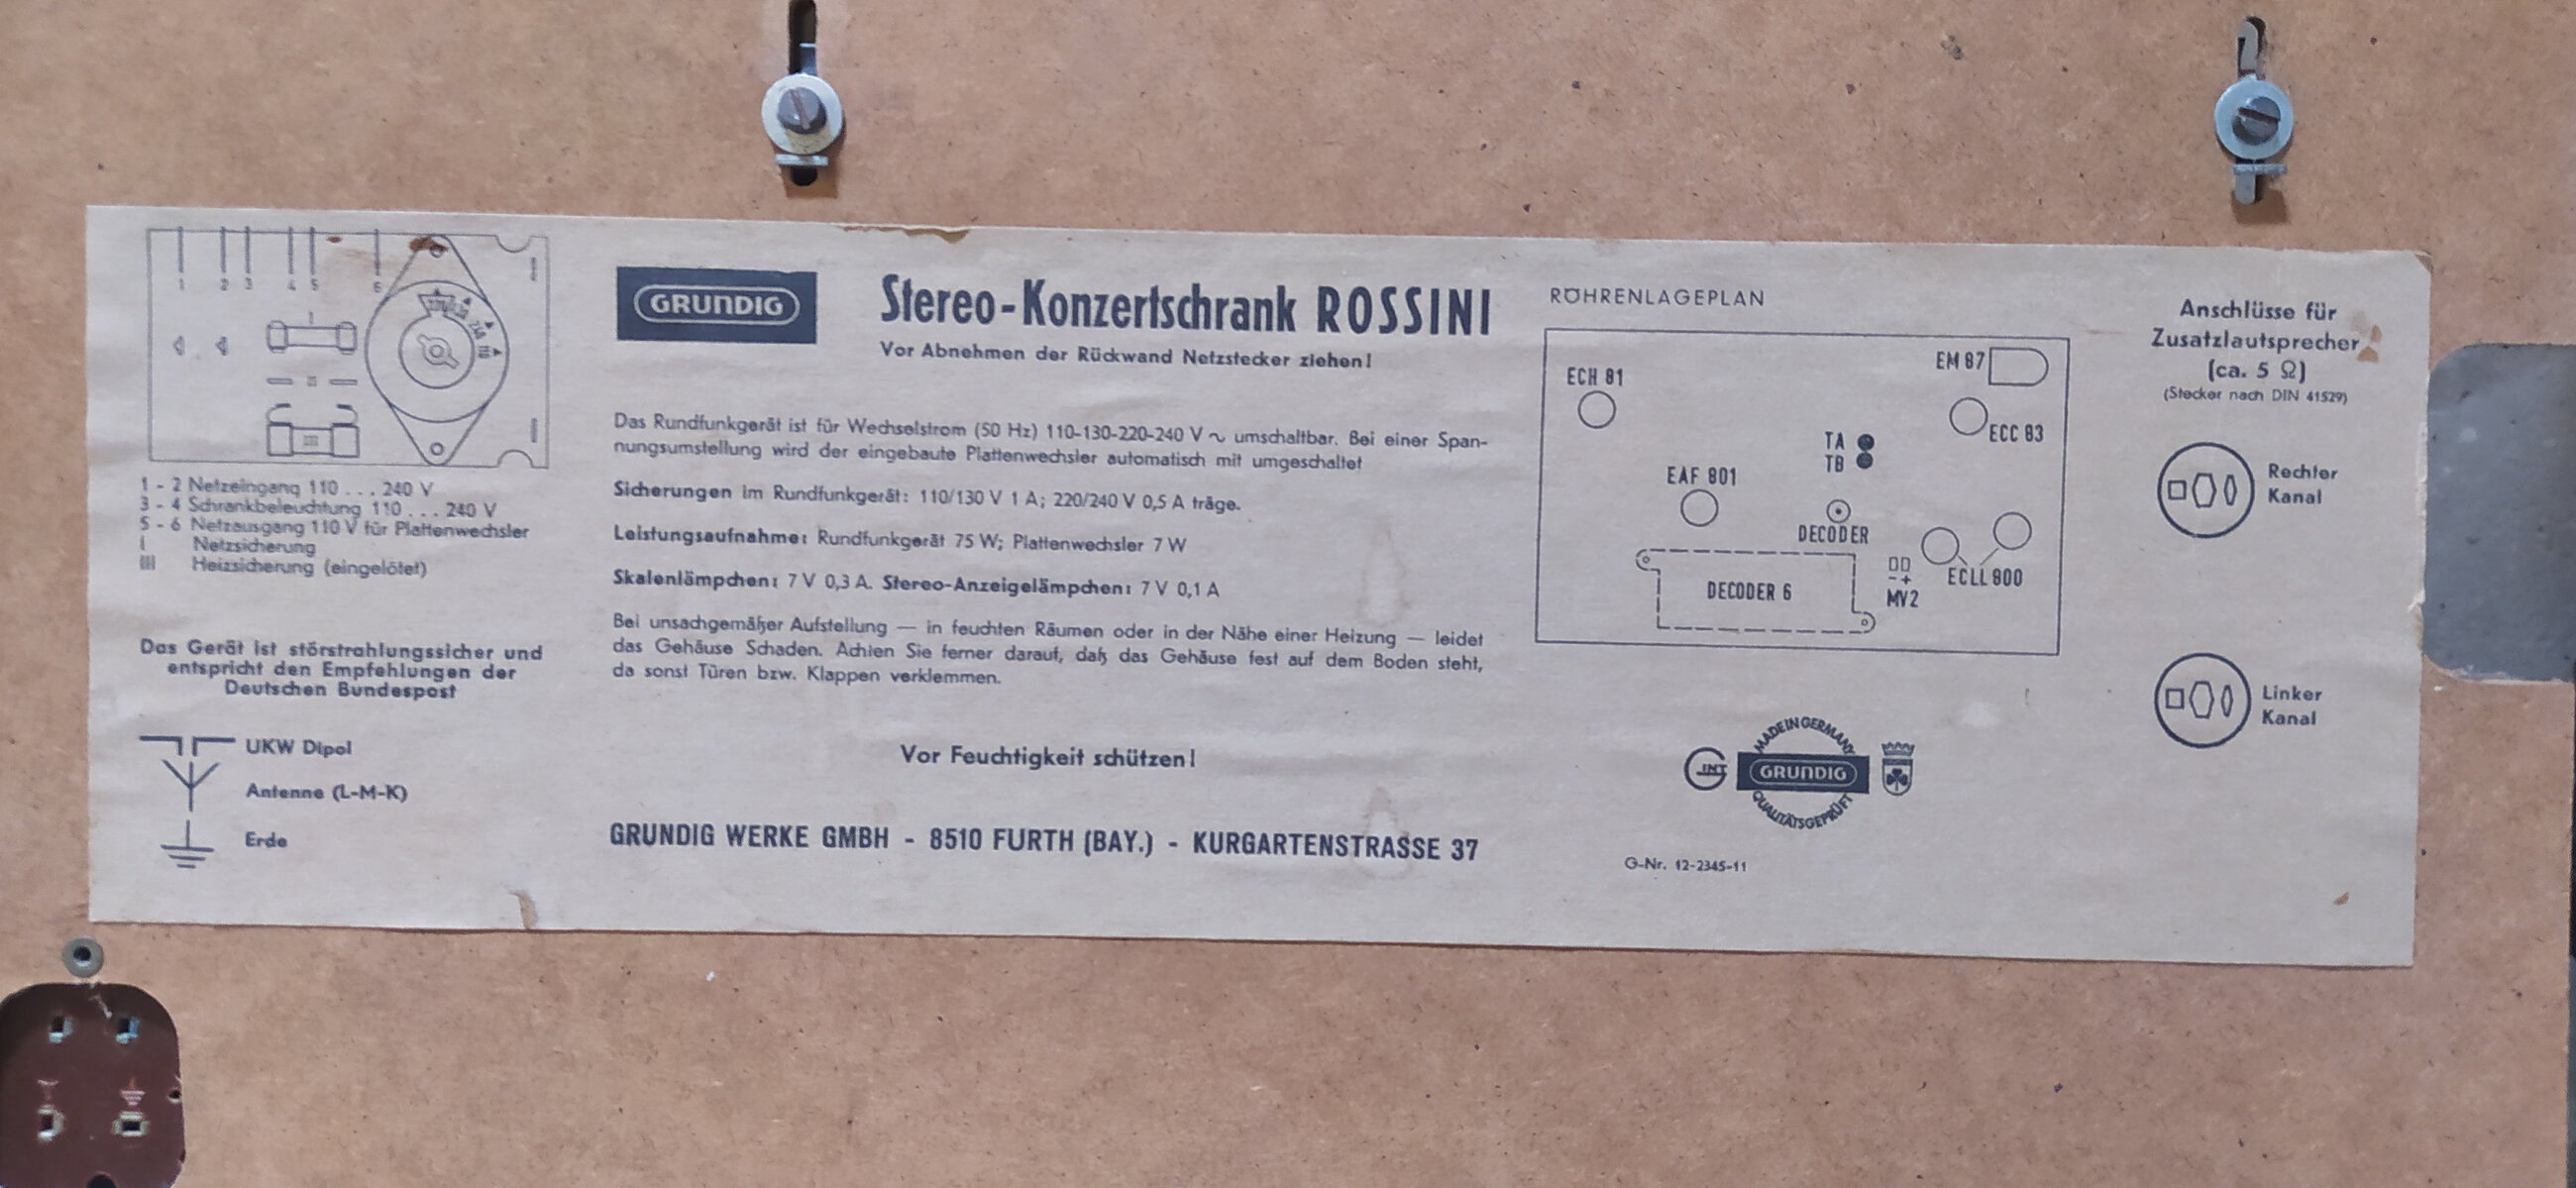 1 2 3 4 5 6
1 - 2 Netzeingang 110 . . . 240 V
3 - 4 Schrankbeleuchtung 110 . . . 240 V
5 - 6 Netzausgang 110 V für Plattenwechsler
I Netzsicherung
III Heizsicherung (eingelötet)
Das Gerät ist störstrahlungssicher und
entspricht den Empfehlungen der
Deutschen Bundespost
UKW Dipol
Antenne (L-M-K)
Erde
GRUNDIG
Stereo-Konzertschrank ROSSINI
Vor Abnehmen der Rückwand Netzstecker ziehen!
Das Rundfunkgerät ist für Wechselstrom (50 Hz) 110-130-220-240 V ~ umschaltbar. Bei einer Span-
nungsumstellung wird der eingebaute Plattenwechsler automatisch mit umgeschaltet
Sicherungen im Rundfunkgerät: 110/130 V 1 A; 220/240 V 0,5 A träge.
Leistungsaufnahme: Rundfunkgerät 75 W; Plattenwechsler 7 W
Skalenlämpchen: 7 V 0,3 A. Stereo-Anzeigelämpchen: 7 V 0,1 A
Bei unsachgemäßer Aufstellung — in feuchten Räumen oder in der Nähe einer Heizung — leidet
das Gehäuse Schaden. Achten Sie ferner darauf, daß das Gehäuse fest auf dem Boden steht,
da sonst Türen bzw. Klappen verklemmen.
Vor Feuchtigkeit schützen!
GRUNDIG WERKE GMBH - 8510 FÜRTH (BAY.) - KURGARTENSTRASSE 37
RÖHRENLAGEPLAN
ECH 81
EM 87
ECC 83
TA
TB
EAF 801
DECODER
ECLL 800
- +
MV2
DECODER 6
MADE IN GERMANY
INT
GRUNDIG
QUALITÄTSGEPRÜFT
G-Nr. 12-2345-11
Anschlüsse für
Zusatzlautsprecher
(ca. 5 Ω)
(Stecker nach DIN 41529)
Rechter
Kanal
Linker
Kanal